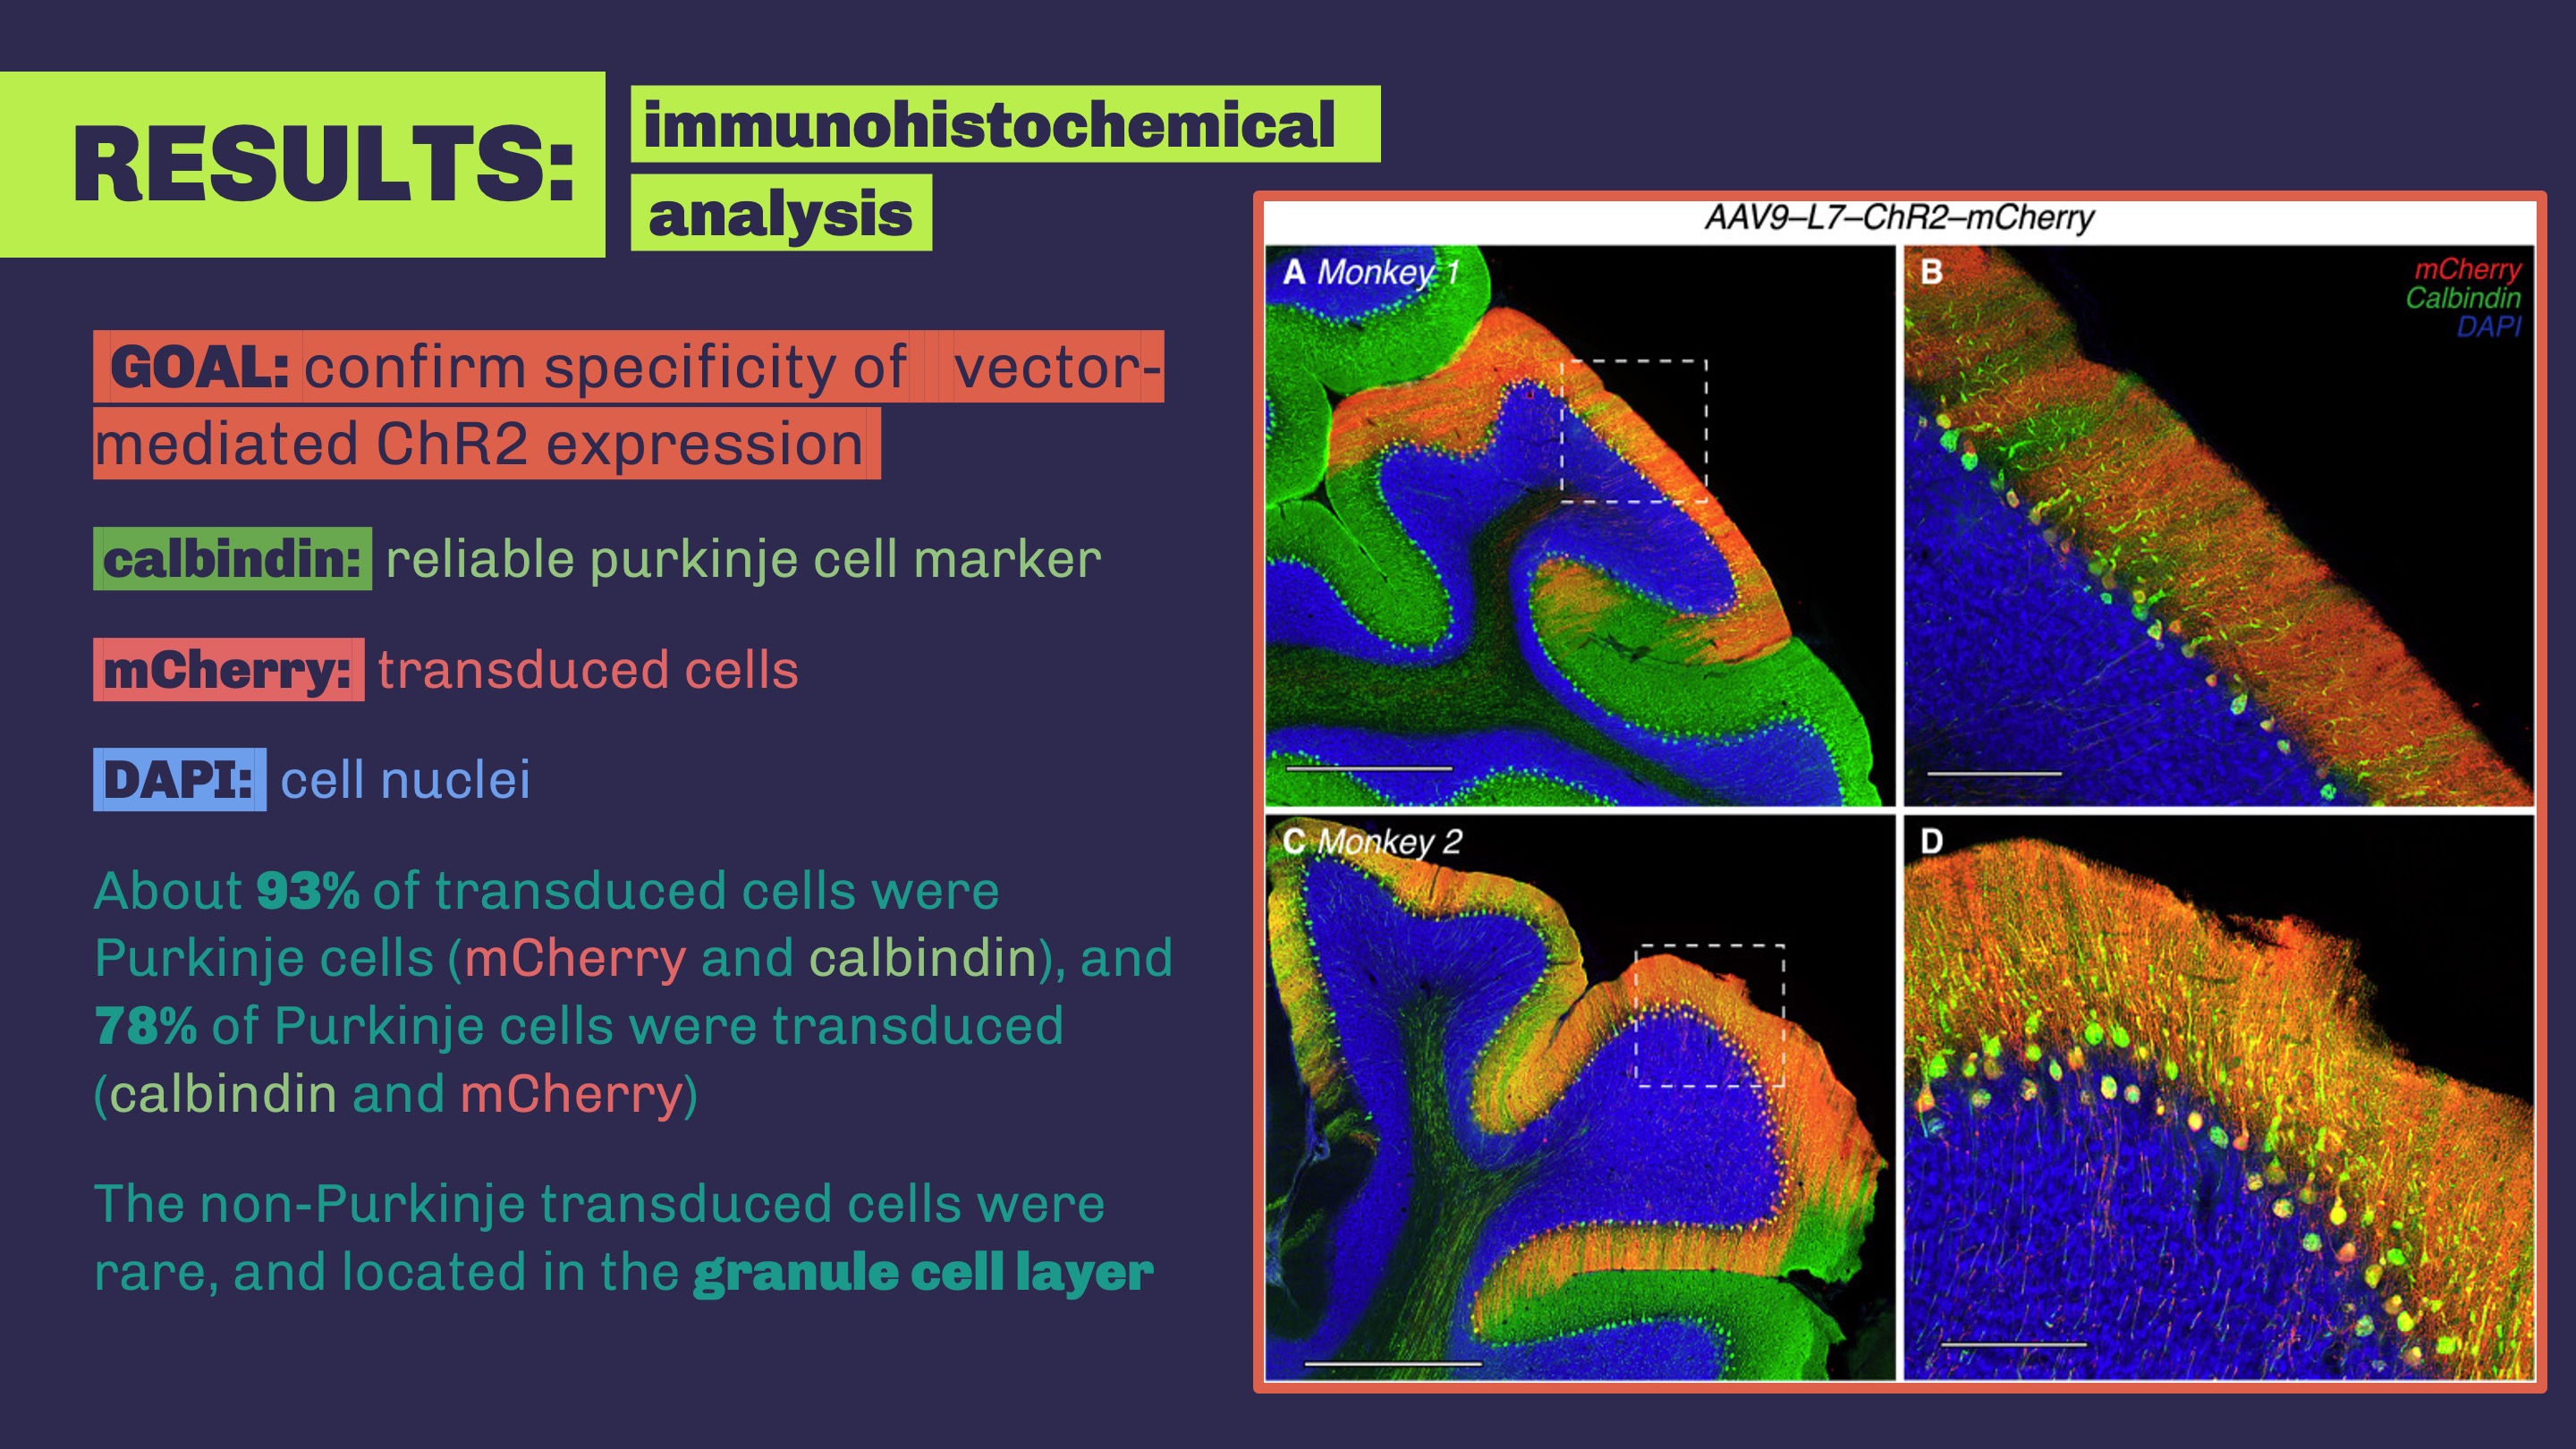 RESULTS:
immunohistochemical
analysis
GOAL: confirm specificity of vector-
mediated ChR2 expression
calbindin: reliable purkinje cell marker
mCherry: transduced cells
DAPI: cell nuclei
About 93% of transduced cells were
Purkinje cells (mCherry and calbindin), and
78% of Purkinje cells were transduced
(calbindin and mCherry)
The non-Purkinje transduced cells were
rare, and located in the granule cell layer
AAV9–L7–ChR2–mCherry
A Monkey 1
B
mCherry
Calbindin
DAPI
C Monkey 2
D